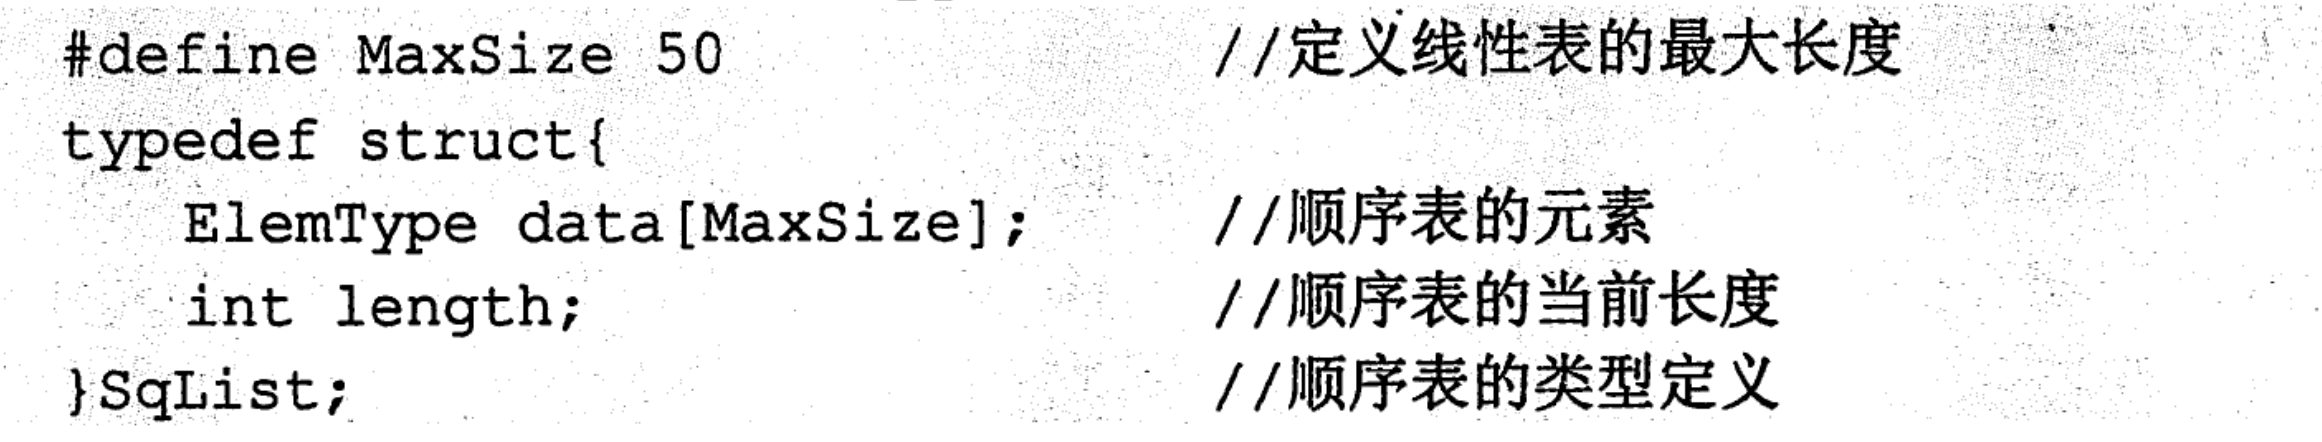 #define MaxSize 50 //定义线性表的最大长度
typedef struct{
ElemType data[MaxSize]; //顺序表的元素
int length; //顺序表的当前长度
}SqList; //顺序表的类型定义